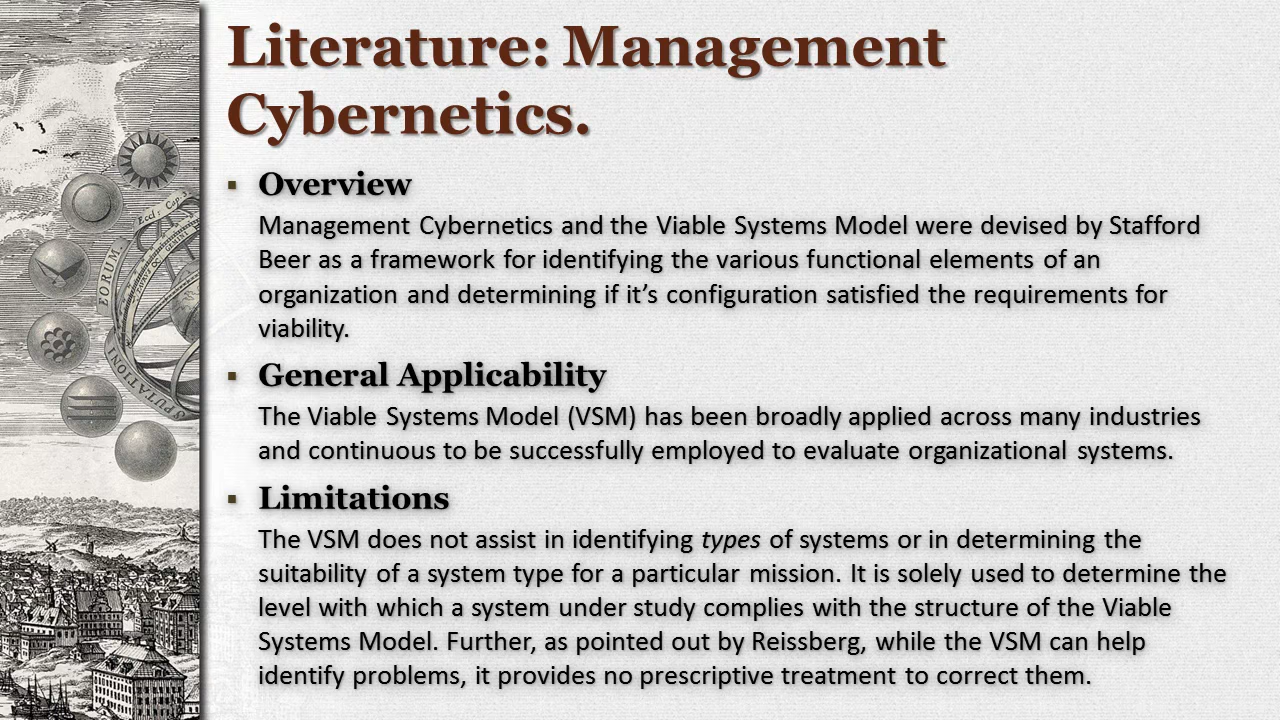 Literature: Management
Cybernetics.
▪ Overview
Management Cybernetics and the Viable Systems Model were devised by Stafford
Beer as a framework for identifying the various functional elements of an
organization and determining if it’s configuration satisfied the requirements for
viability.
▪ General Applicability
The Viable Systems Model (VSM) has been broadly applied across many industries
and continuous to be successfully employed to evaluate organizational systems.
▪ Limitations
The VSM does not assist in identifying types of systems or in determining the
suitability of a system type for a particular mission. It is solely used to determine the
level with which a system under study complies with the structure of the Viable
Systems Model. Further, as pointed out by Reissberg, while the VSM can help
identify problems, it provides no prescriptive treatment to correct them.
EORUM